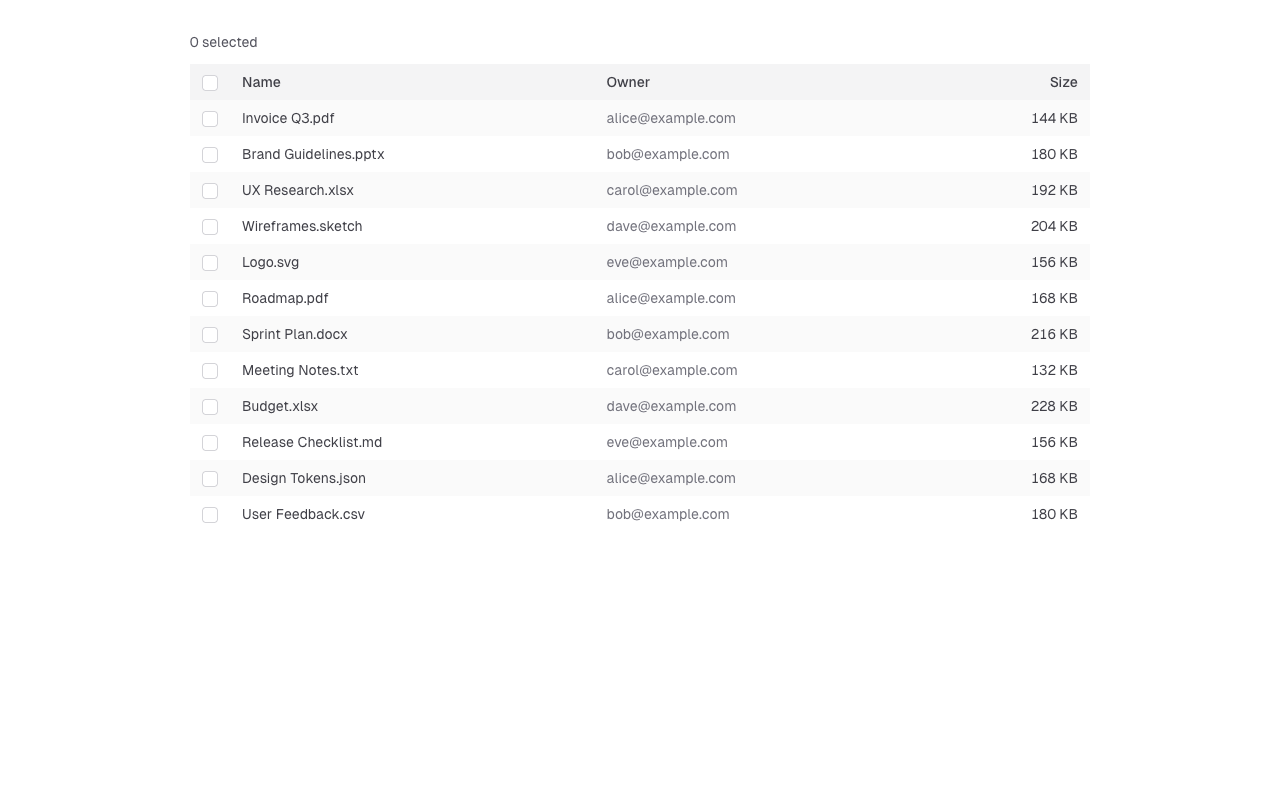 0 selected
Name Owner Size
Invoice Q3.pdf alice@example.com 144 KB
Brand Guidelines.pptx bob@example.com 180 KB
UX Research.xlsx carol@example.com 192 KB
Wireframes.sketch dave@example.com 204 KB
Logo.svg eve@example.com 156 KB
Roadmap.pdf alice@example.com 168 KB
Sprint Plan.docx bob@example.com 216 KB
Meeting Notes.txt carol@example.com 132 KB
Budget.xlsx dave@example.com 228 KB
Release Checklist.md eve@example.com 156 KB
Design Tokens.json alice@example.com 168 KB
User Feedback.csv bob@example.com 180 KB